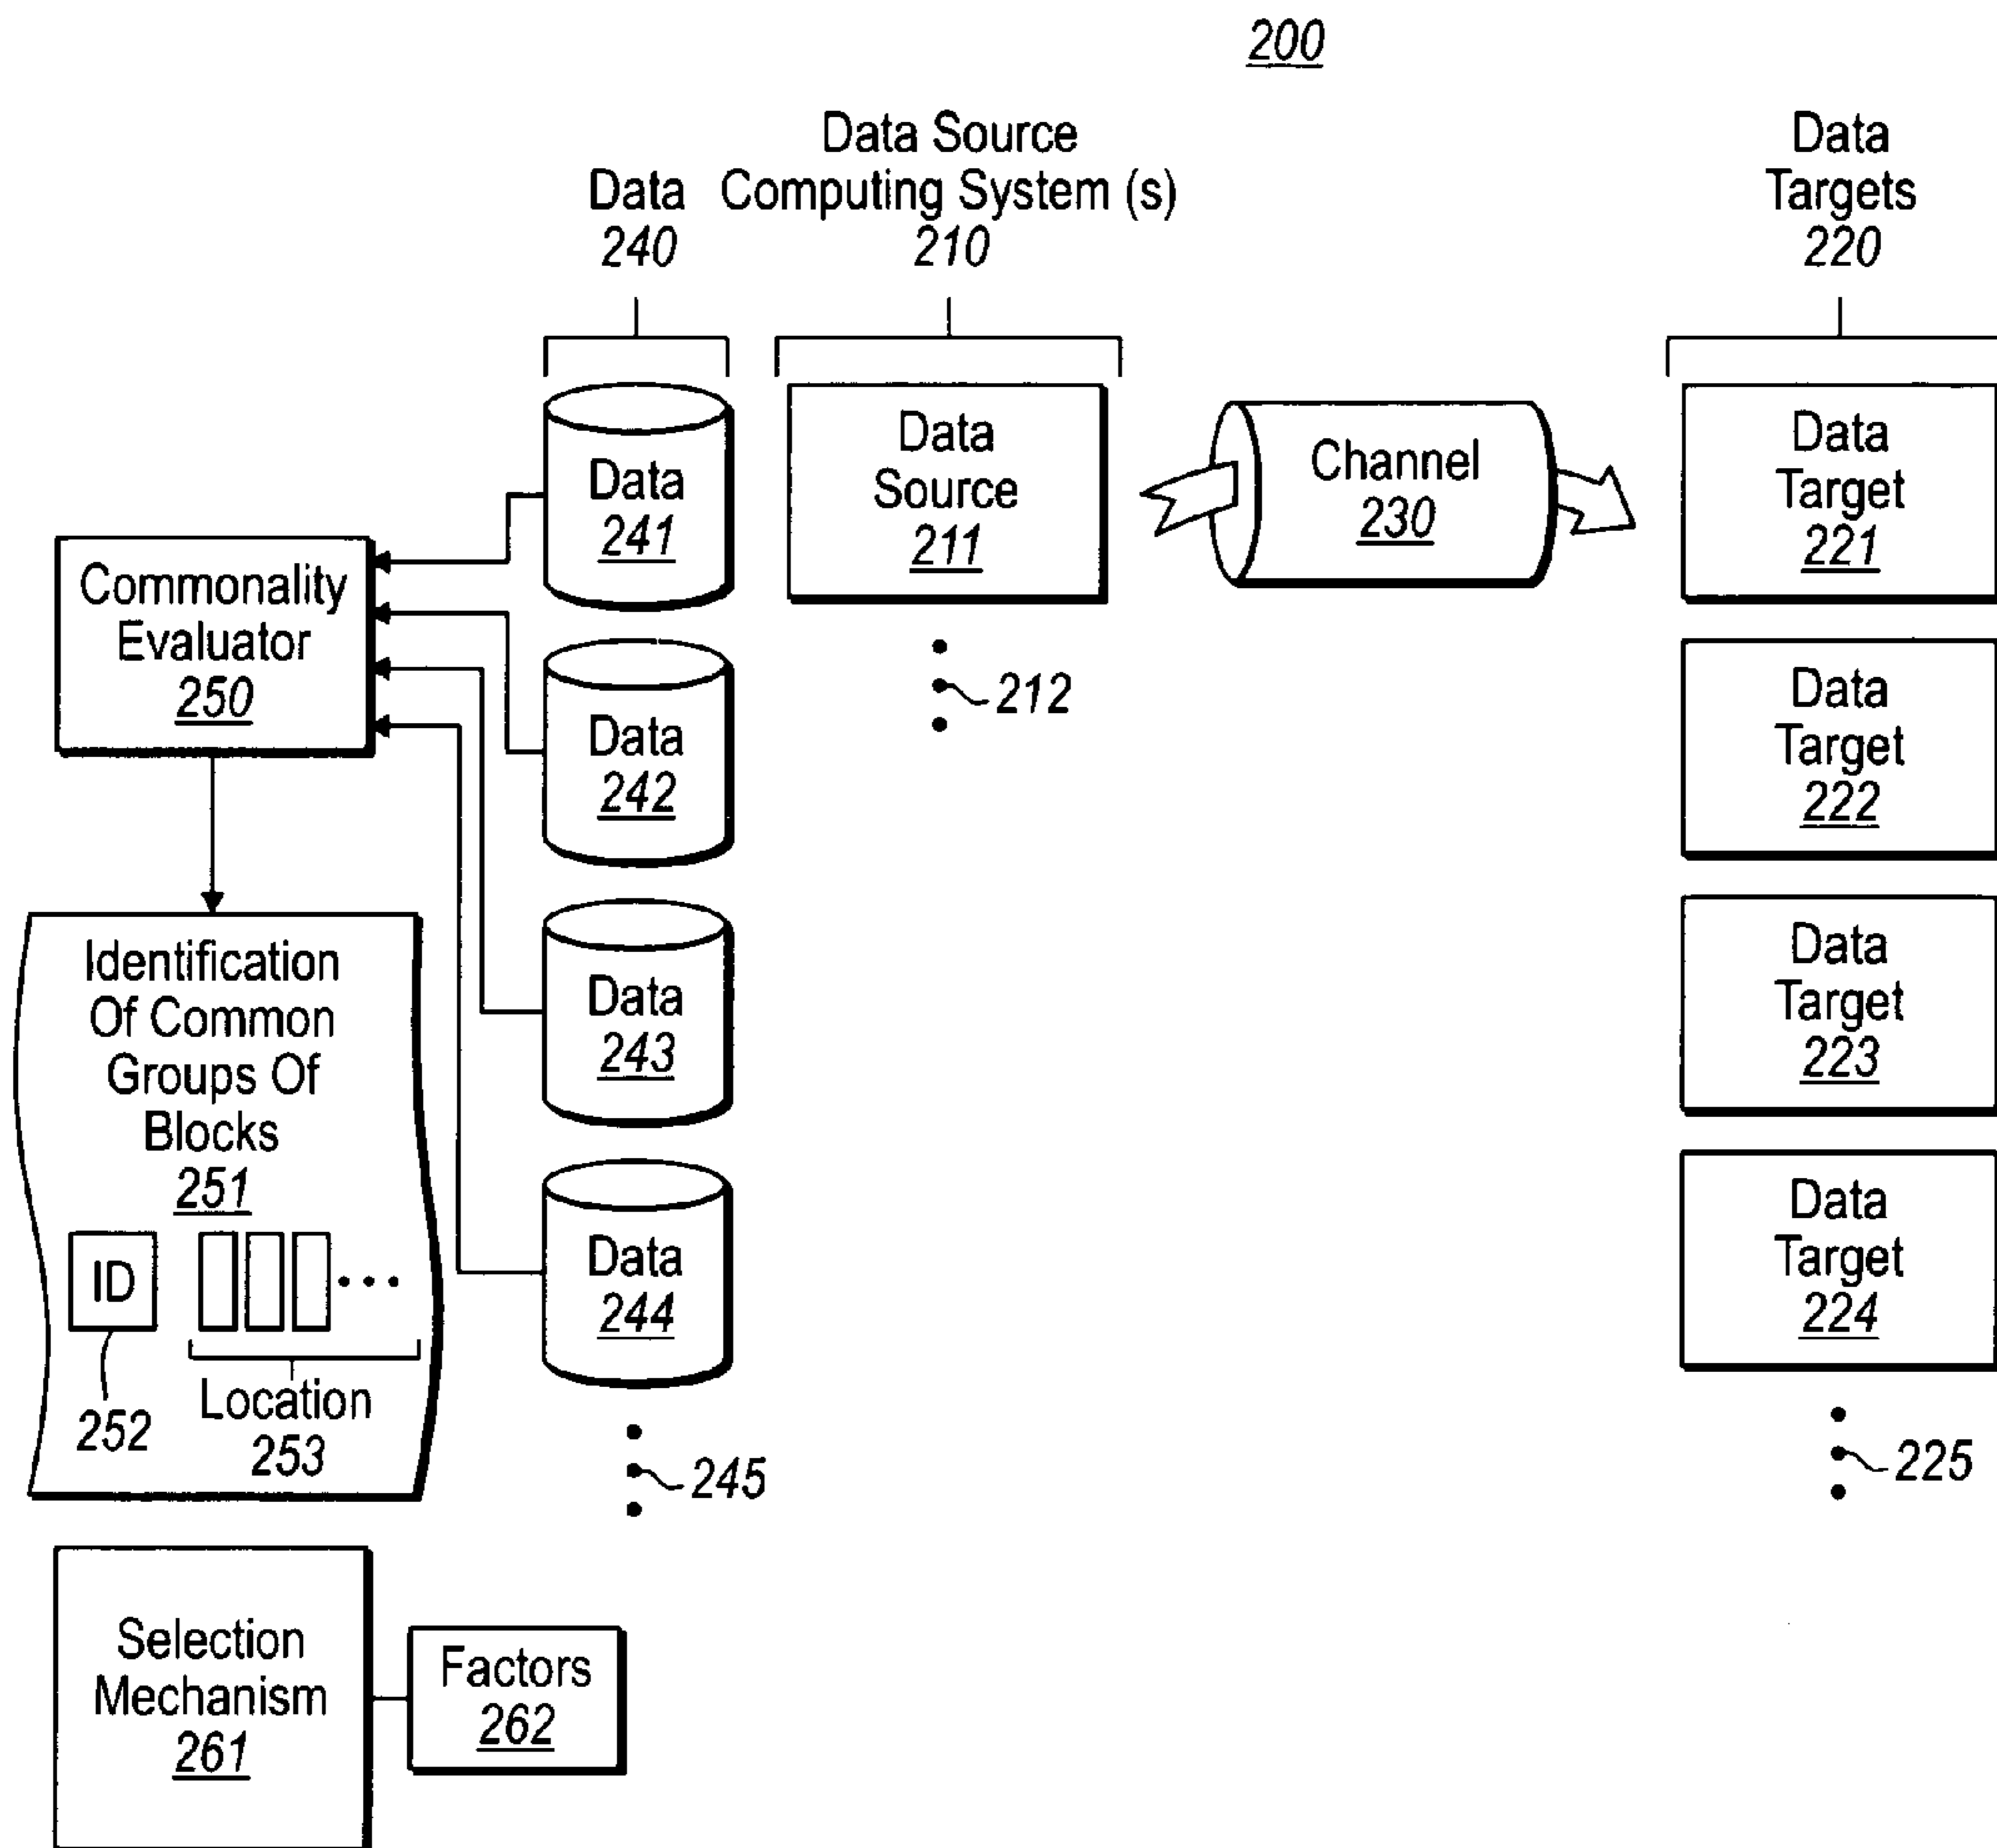 200
Data
240
Data Source
Computing System (s)
210
Data
Targets
220
Data
241
Data
Source
211
Channel
230
Data
Target
221
Commonality
Evaluator
250
Data
242
212
Data
Target
222
Identification
Of Common
Groups Of
Blocks
251
ID
252
Location
253
Data
243
Data
Target
223
Data
244
Data
Target
224
245
225
Selection
Mechanism
261
Factors
262